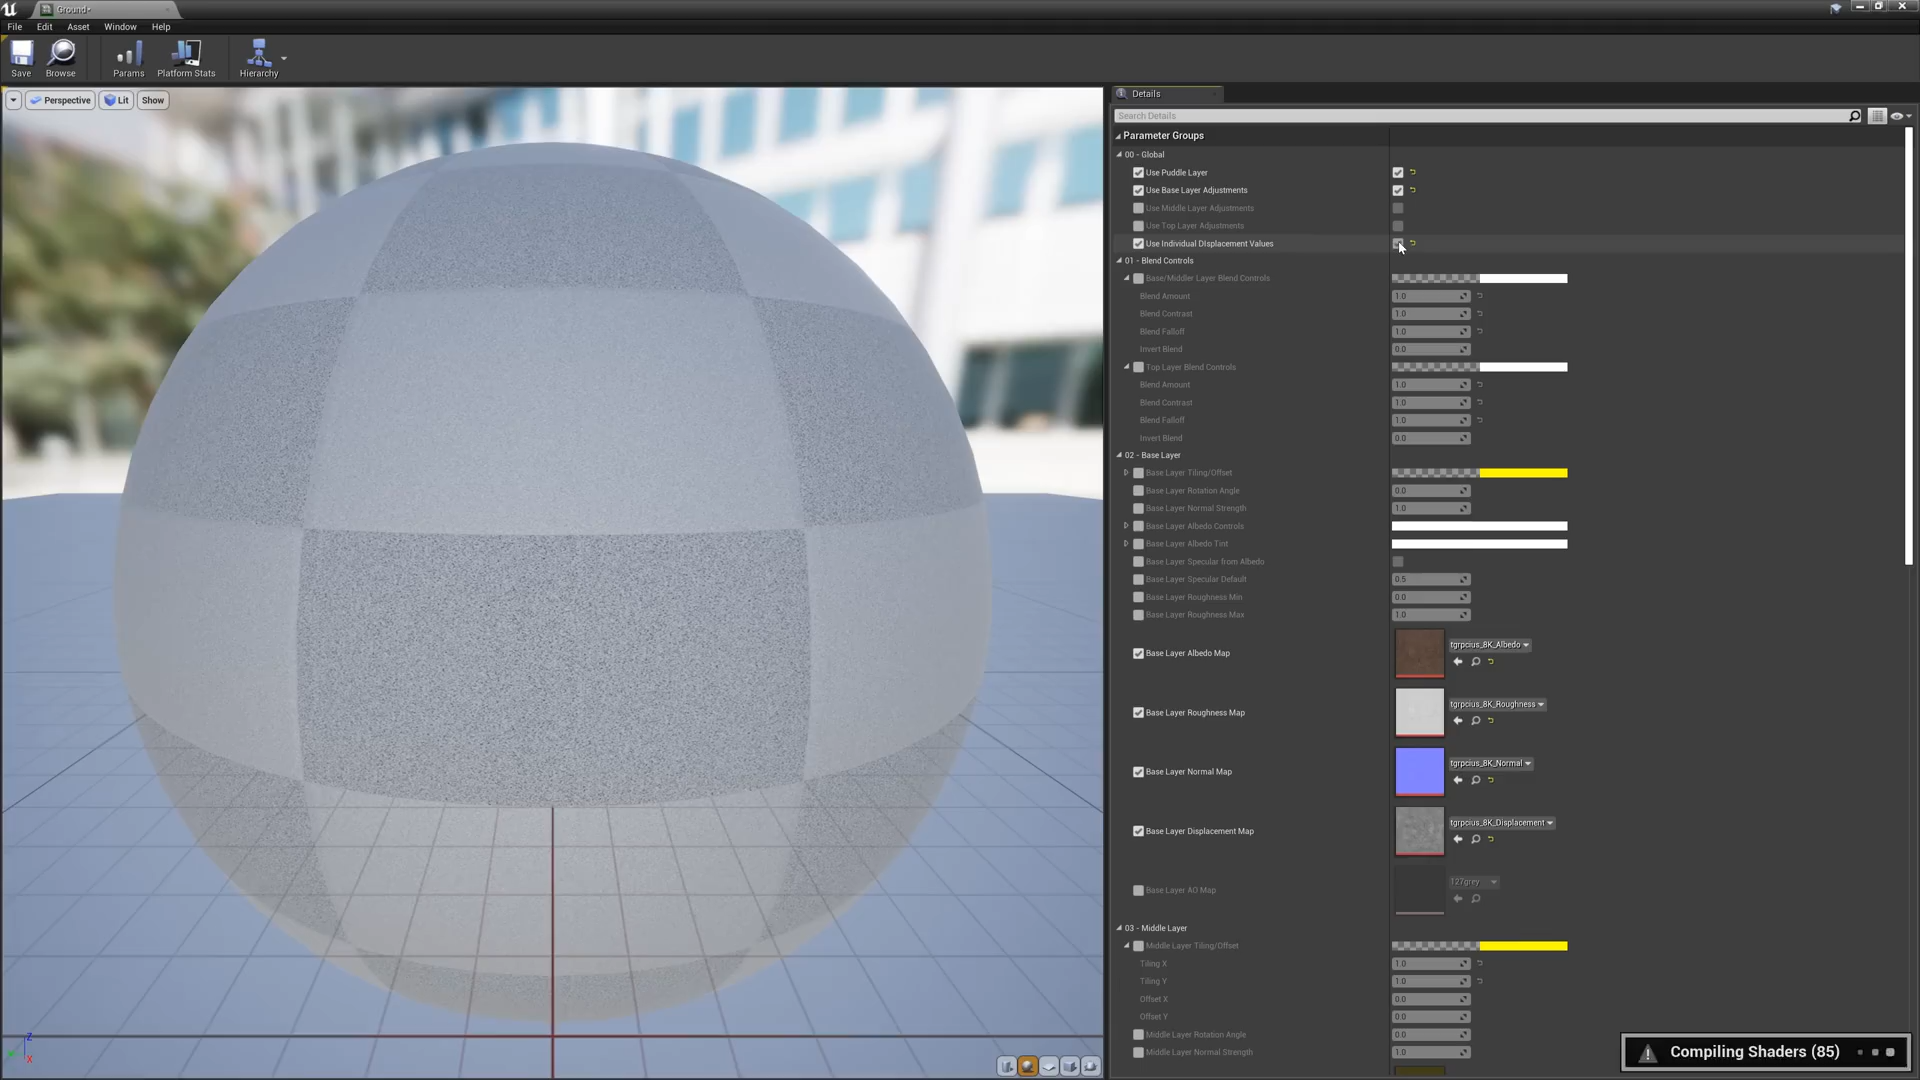 Ground*
File Edit Asset Window Help
Save Browse Params Platform Stats Hierarchy
Perspective Lit Show
Details
Search Details
Parameter Groups
00 - Global
Use Puddle Layer
Use Base Layer Adjustments
Use Middle Layer Adjustments
Use Top Layer Adjustments
Use Individual DIsplacement Values
01 - Blend Controls
Base/Middler Layer Blend Controls
Blend Amount 1.0
Blend Contrast 1.0
Blend Falloff 1.0
Invert Blend 0.0
Top Layer Blend Controls
Blend Amount 1.0
Blend Contrast 1.0
Blend Falloff 1.0
Invert Blend 0.0
02 - Base Layer
Base Layer Tiling/Offset
Base Layer Rotation Angle 0.0
Base Layer Normal Strength 1.0
Base Layer Albedo Controls
Base Layer Albedo Tint
Base Layer Specular from Albedo
Base Layer Specular Default 0.5
Base Layer Roughness Min 0.0
Base Layer Roughness Max 1.0
Base Layer Albedo Map tgrpcius_8K_Albedo
Base Layer Roughness Map tgrpcius_8K_Roughness
Base Layer Normal Map tgrpcius_8K_Normal
Base Layer Displacement Map tgrpcius_8K_Displacement
Base Layer AO Map 127grey
03 - Middle Layer
Middle Layer Tiling/Offset
Tiling X 1.0
Tiling Y 1.0
Offset X 0.0
Offset Y 0.0
Middle Layer Rotation Angle 0.0
Middle Layer Normal Strength 1.0
Z
X
Compiling Shaders (85)